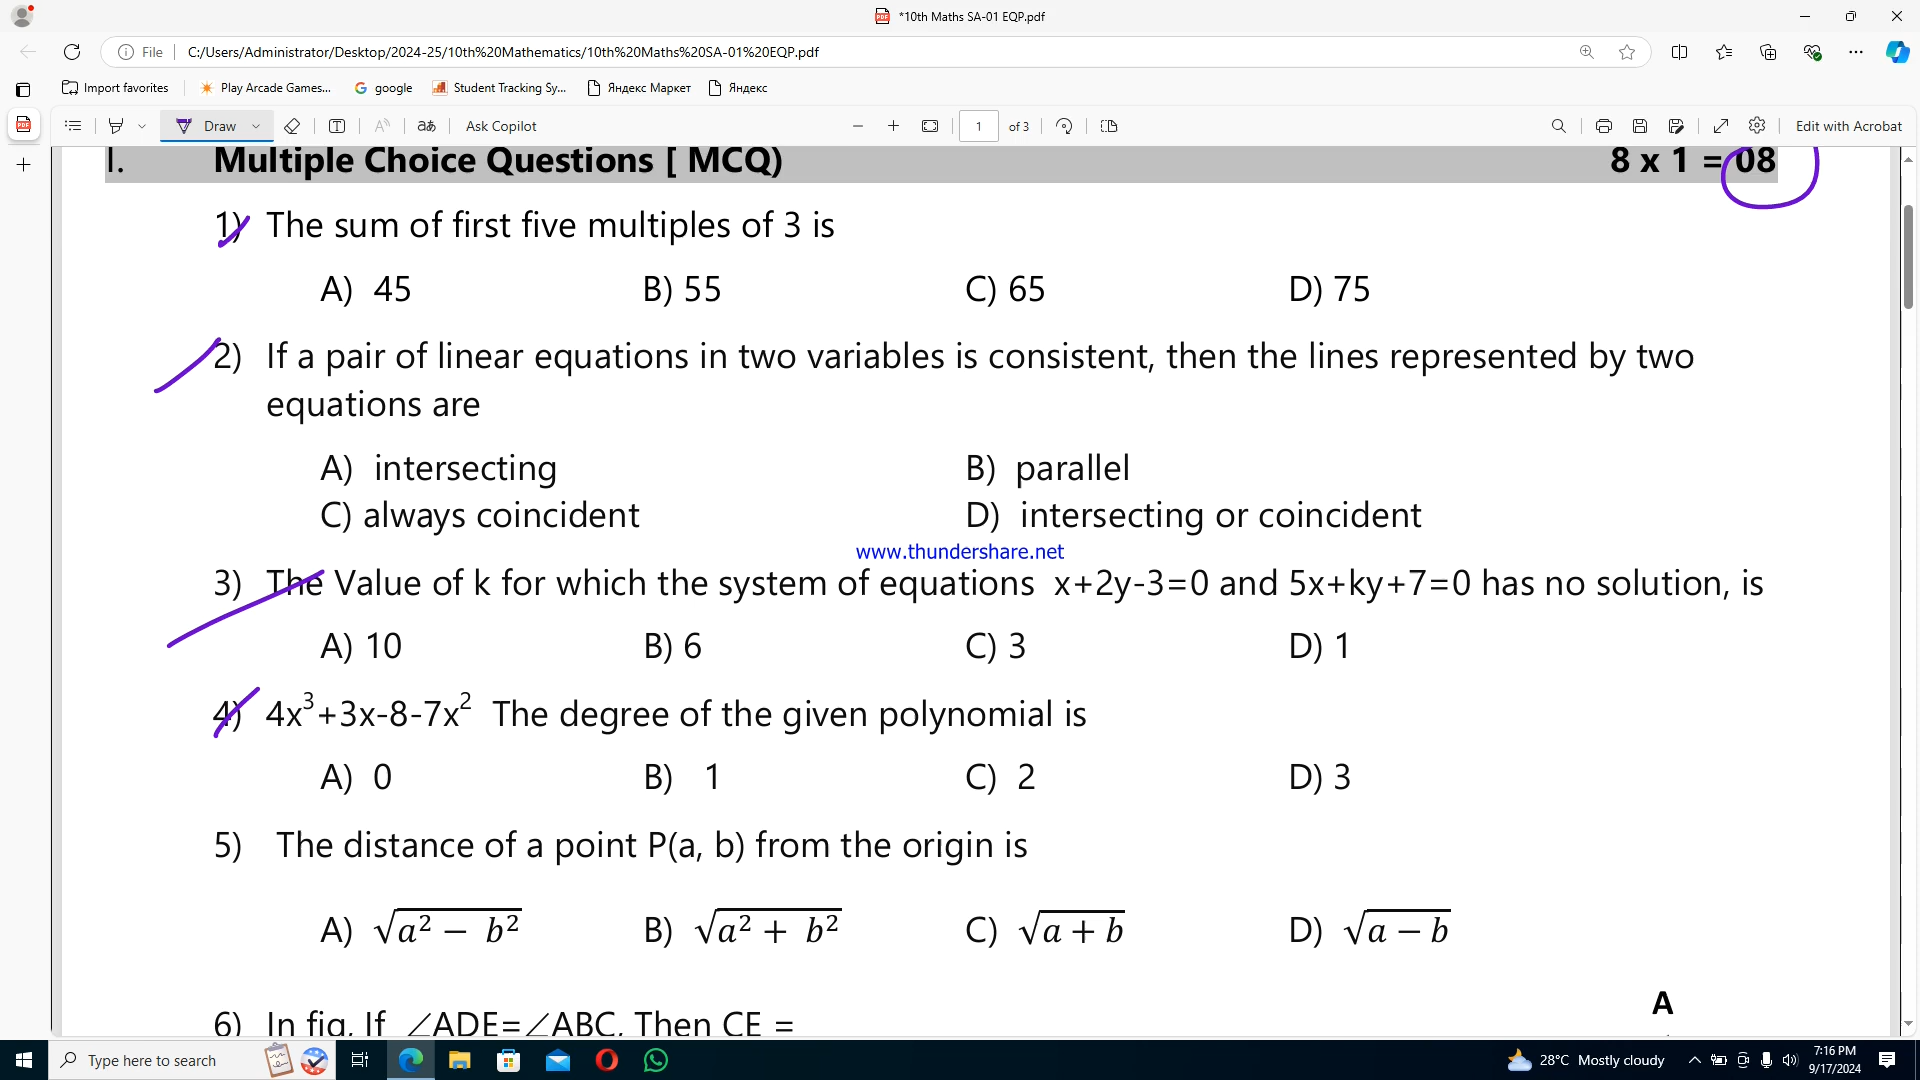 *10th Maths SA-01 EQP.pdf
File
C:/Users/Administrator/Desktop/2024-25/10th%20Mathematics/10th%20Maths%20SA-01%20EQP.pdf
Import favorites Play Arcade Games... google Student Tracking Sy... Яндекс Маркет Яндекс
Draw Ask Copilot 1 of 3 Edit with Acrobat
I. Multiple Choice Questions [ MCQ) 8 x 1 = 08
1) The sum of first five multiples of 3 is
A) 45 B) 55 C) 65 D) 75
2) If a pair of linear equations in two variables is consistent, then the lines represented by two
equations are
A) intersecting B) parallel
C) always coincident D) intersecting or coincident
www.thundershare.net
3) The Value of k for which the system of equations x+2y-3=0 and 5x+ky+7=0 has no solution, is
A) 10 B) 6 C) 3 D) 1
4) 4x³+3x-8-7x² The degree of the given polynomial is
A) 0 B) 1 C) 2 D) 3
5) The distance of a point P(a, b) from the origin is
A) √a² − b² B) √a² + b² C) √a + b D) √a − b
A
6) In fig, If ∠ADE=∠ABC, Then CE =
Type here to search 28°C Mostly cloudy 7:16 PM
9/17/2024